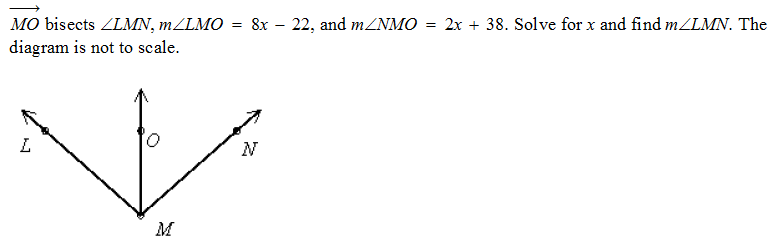 MO bisects ∠LMN, m∠LMO = 8x − 22, and m∠NMO = 2x + 38. Solve for x and find m∠LMN. The
diagram is not to scale.
L
O
N
M